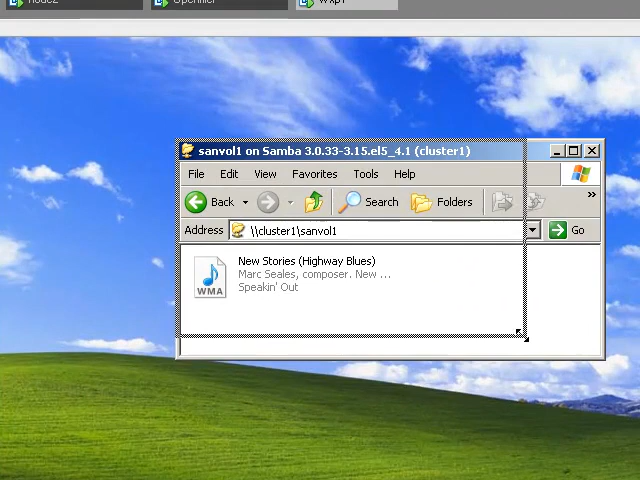 node2 Openfiler wxp1
sanvol1 on Samba 3.0.33-3.15.el5_4.1 (cluster1)
File Edit View Favorites Tools Help
Back Search Folders »
Address \\cluster1\sanvol1 Go
New Stories (Highway Blues)
Marc Seales, composer. New ...
Speakin' Out
WMA